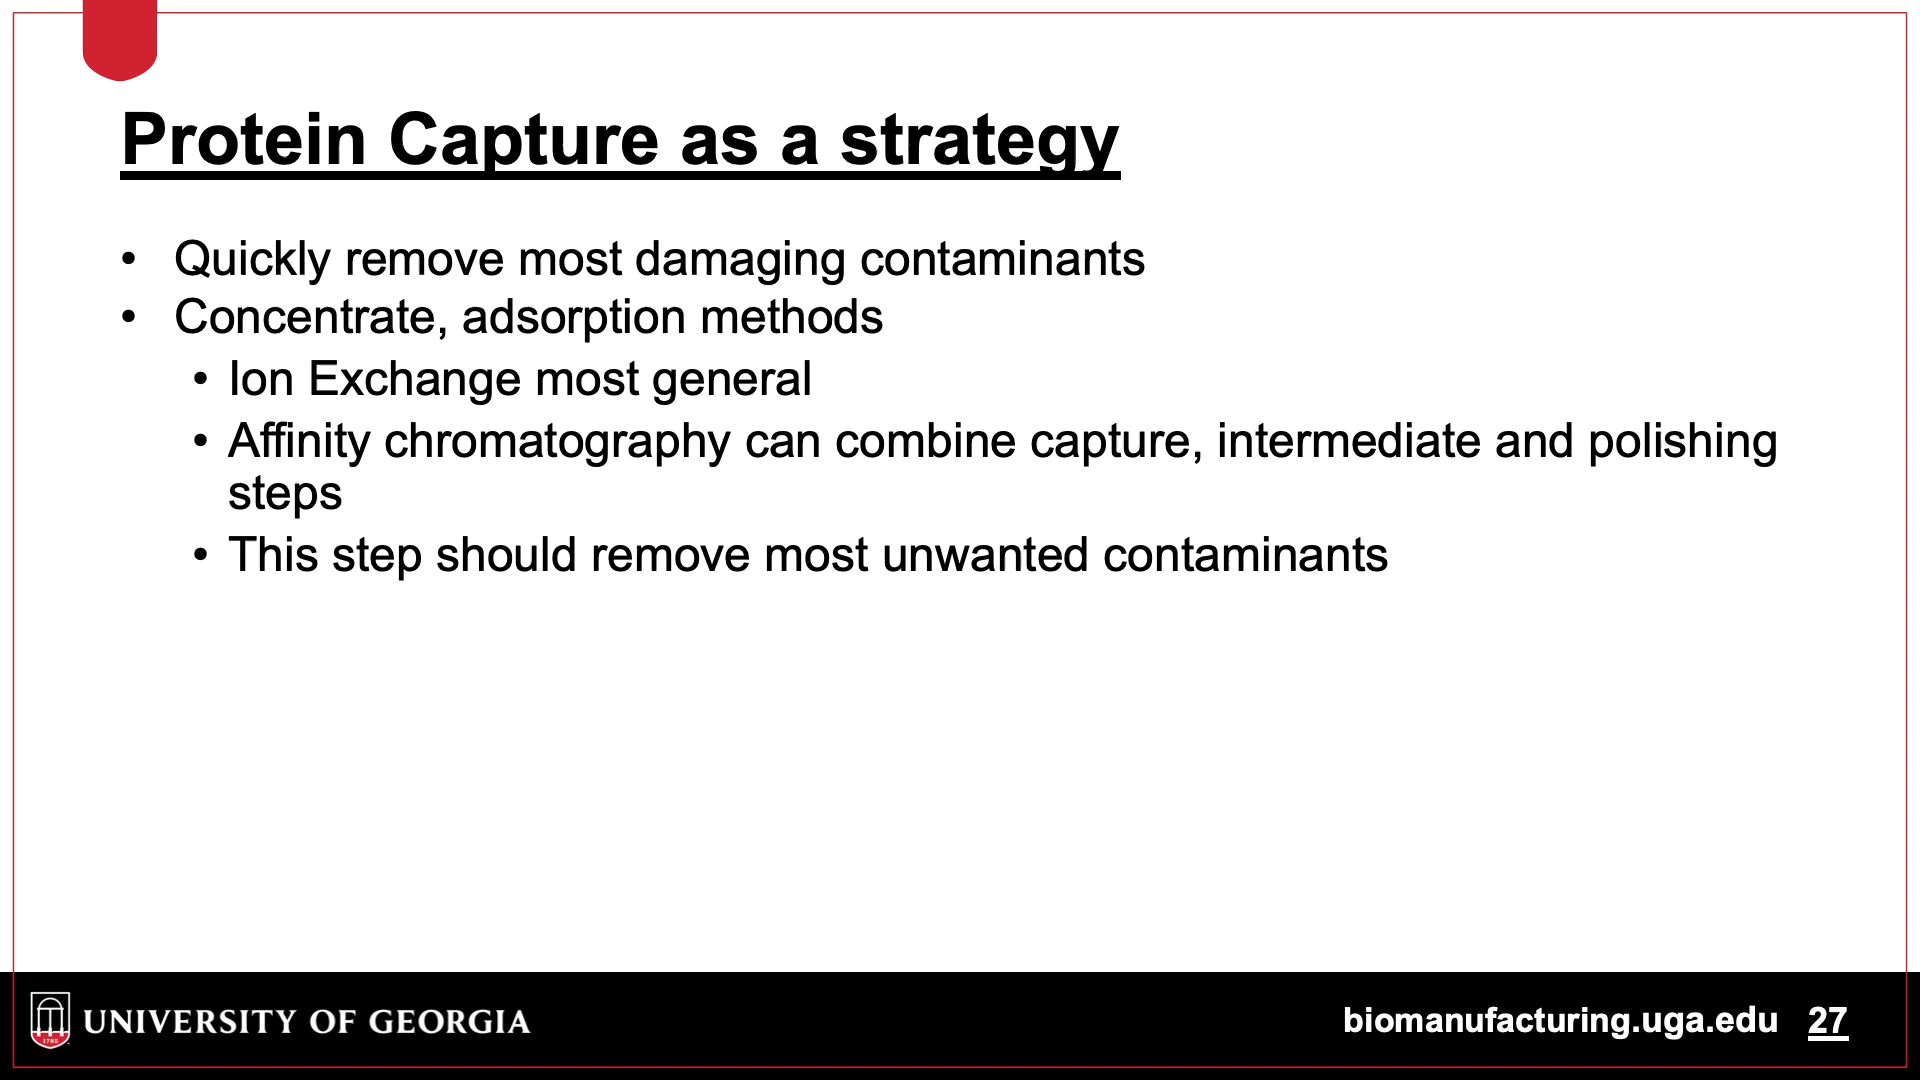 Protein Capture as a strategy
• Quickly remove most damaging contaminants
• Concentrate, adsorption methods
• Ion Exchange most general
• Affinity chromatography can combine capture, intermediate and polishing
steps
• This step should remove most unwanted contaminants
1785
UNIVERSITY OF GEORGIA
biomanufacturing.uga.edu 27